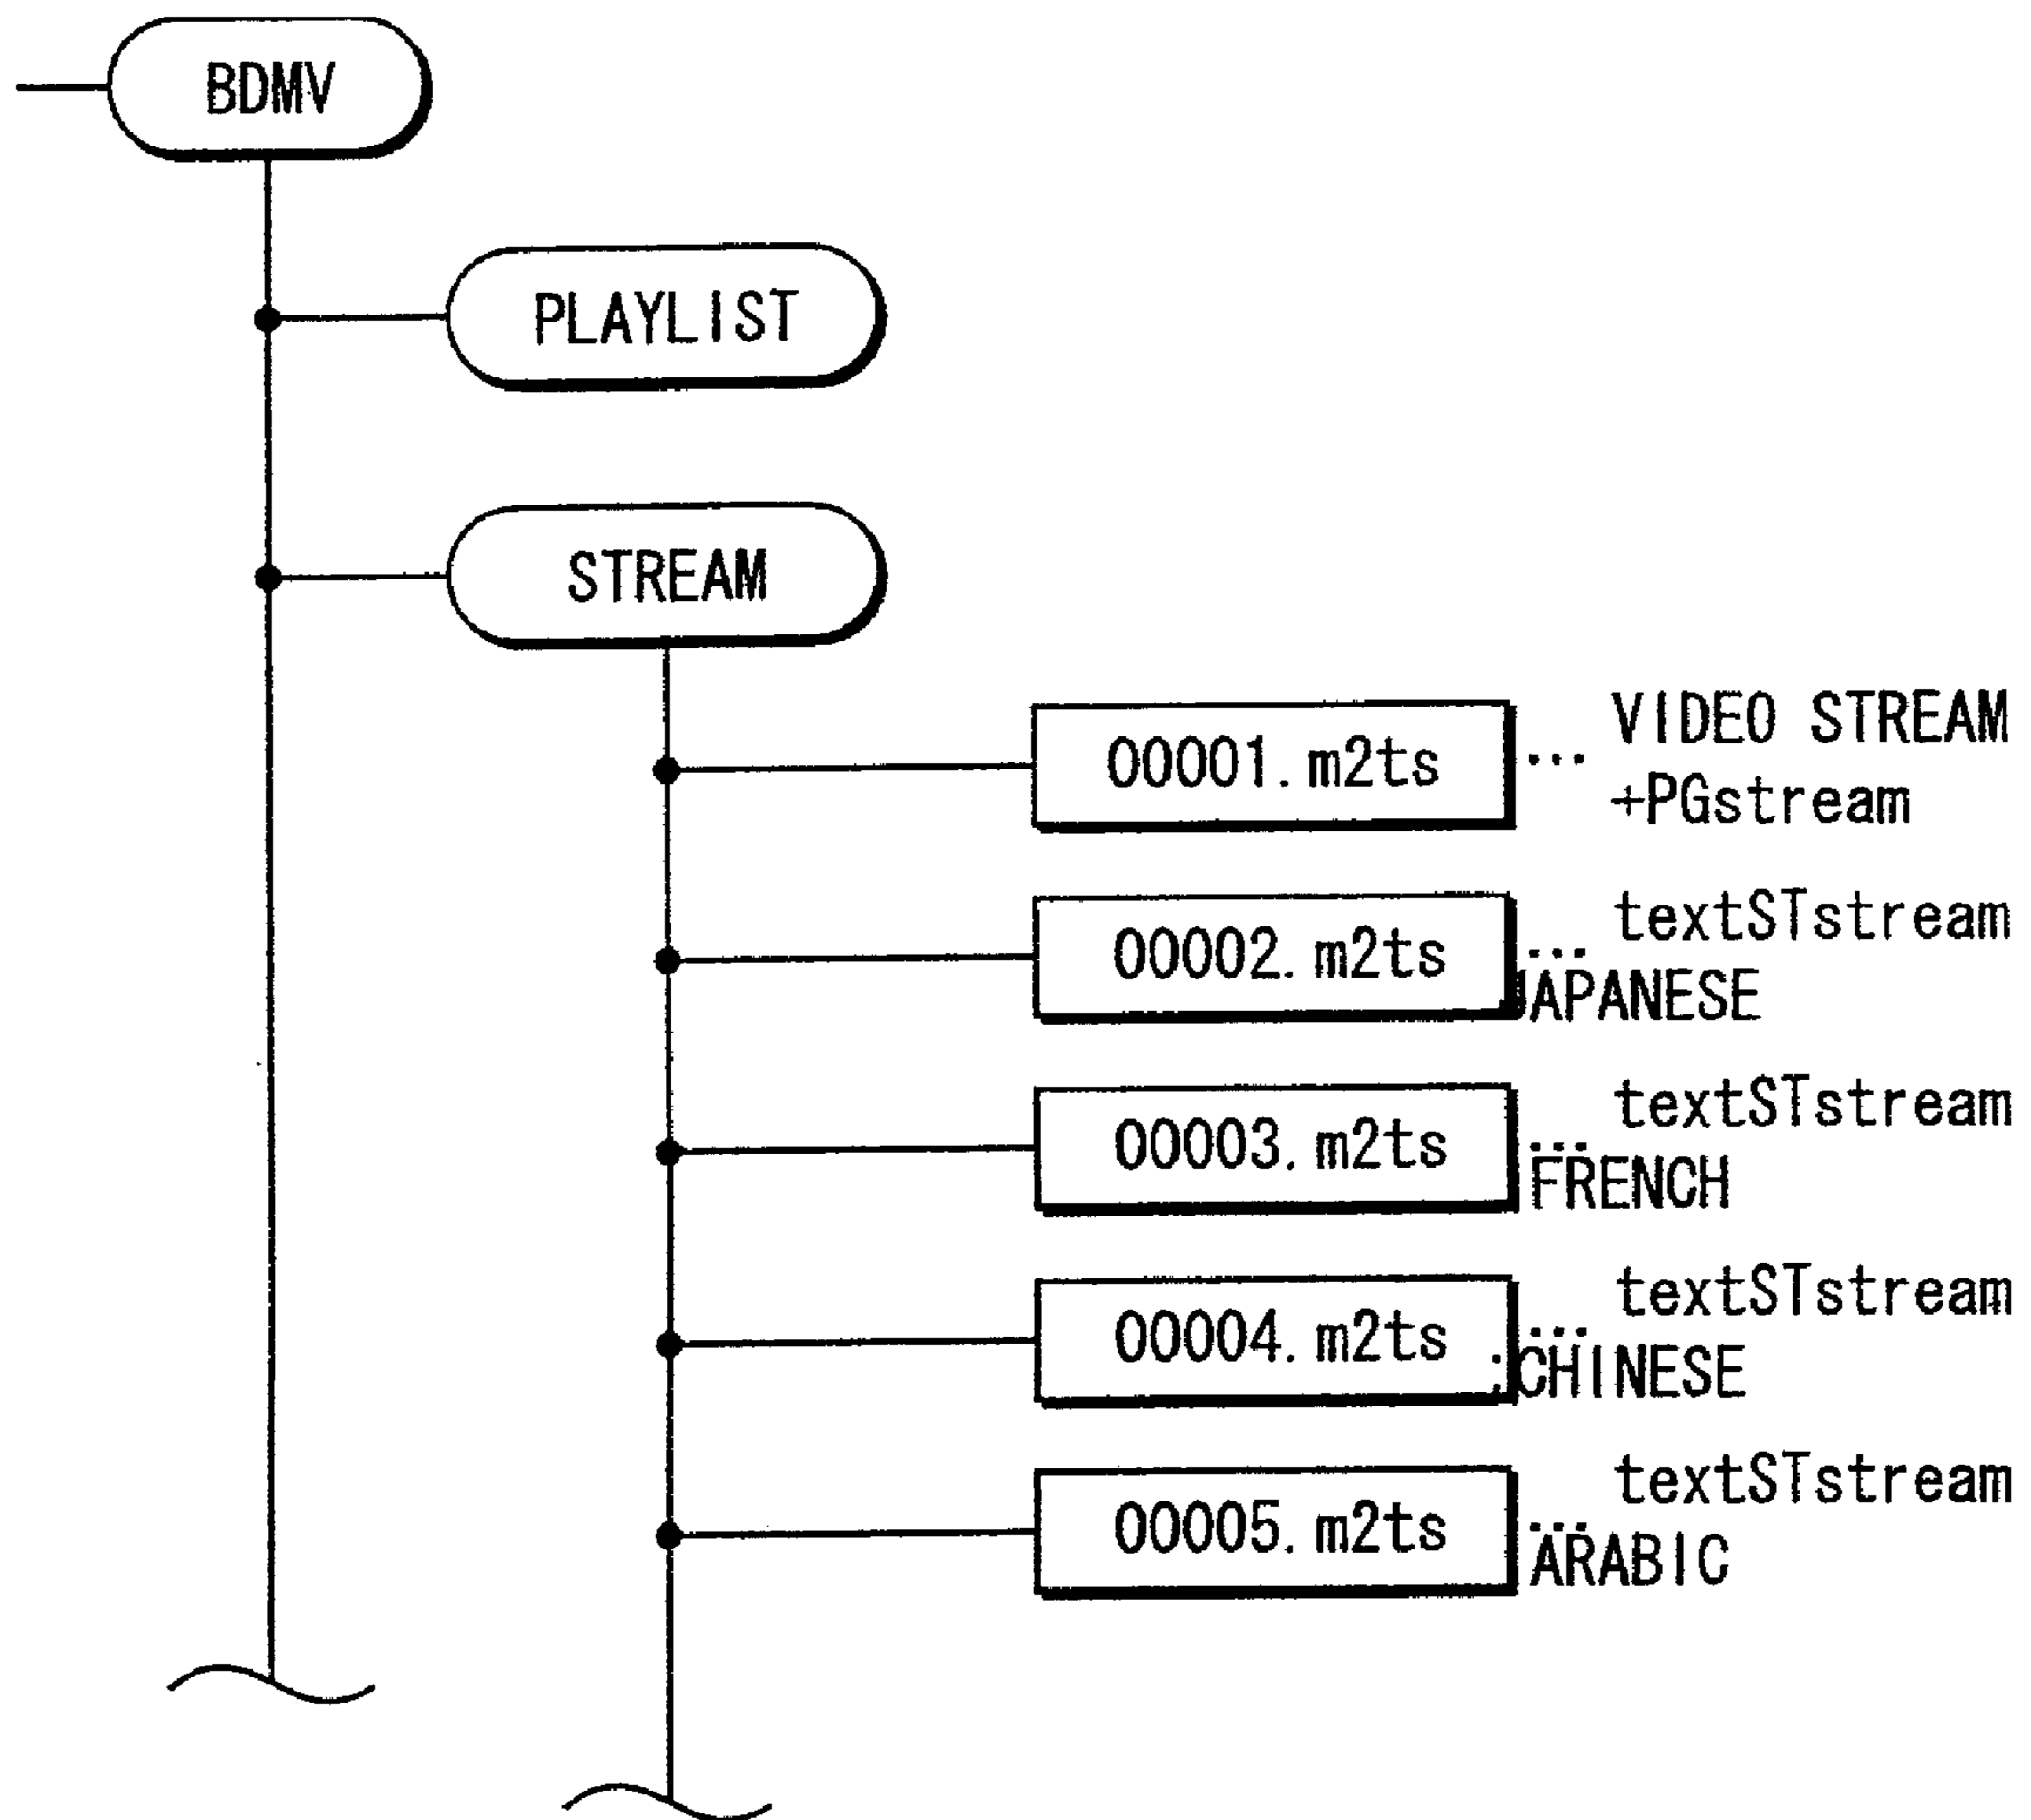 BDMV
PLAYLIST
STREAM
00001.m2ts ... VIDEO STREAM
+PGstream
00002.m2ts ... textSTstream
JAPANESE
00003.m2ts ... textSTstream
FRENCH
00004.m2ts ... textSTstream
:CHINESE
00005.m2ts ... textSTstream
ARABIC